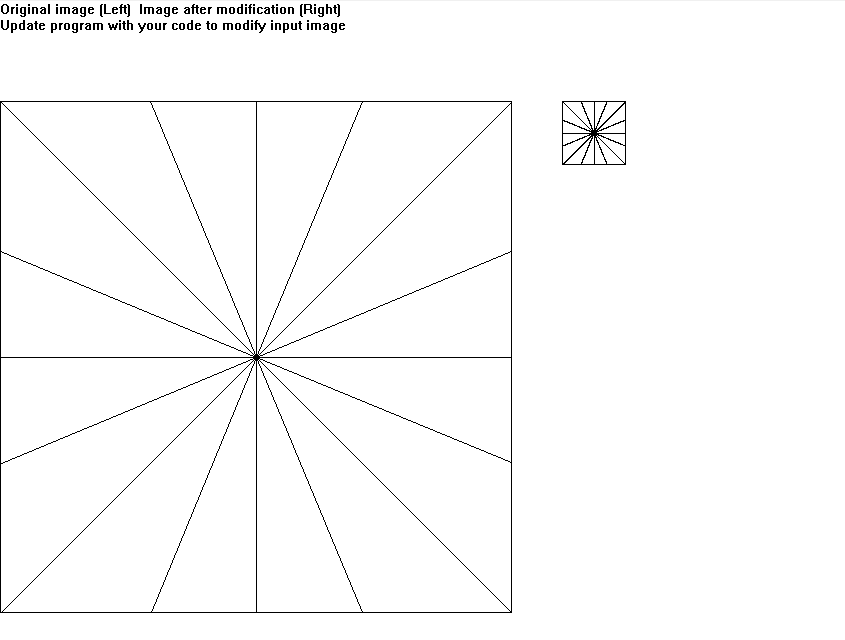 Original image (Left)  Image after modification (Right)
Update program with your code to modify input image